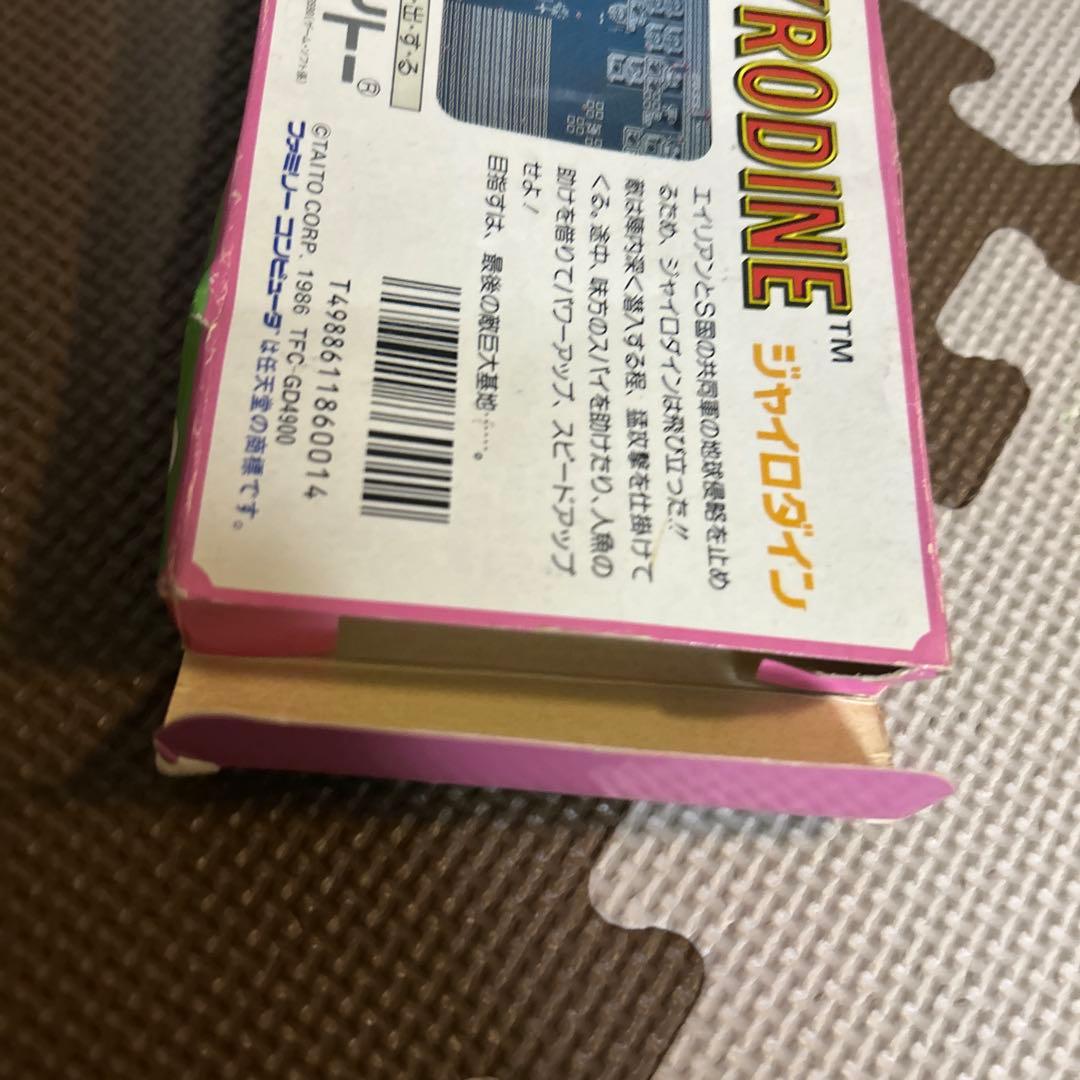 YRODINE™
ジャイロダイン
エイリアンとS国の共同軍の地球侵略を止め
るため、ジャイロダインは飛び立った!!
敵は陣内深く潜入する程、猛攻撃を仕掛けて
くる。途中、味方のスパイを助けたり、人魚の
助けを借りてパワーアップ、スピードアップ
せよ！
目指すは、最後の敵巨大基地……。
出・する
®
T4988611860014
©TAITO CORP. 1986 TFC-GD4900
ファミリーコンピュータは任天堂の商標です。